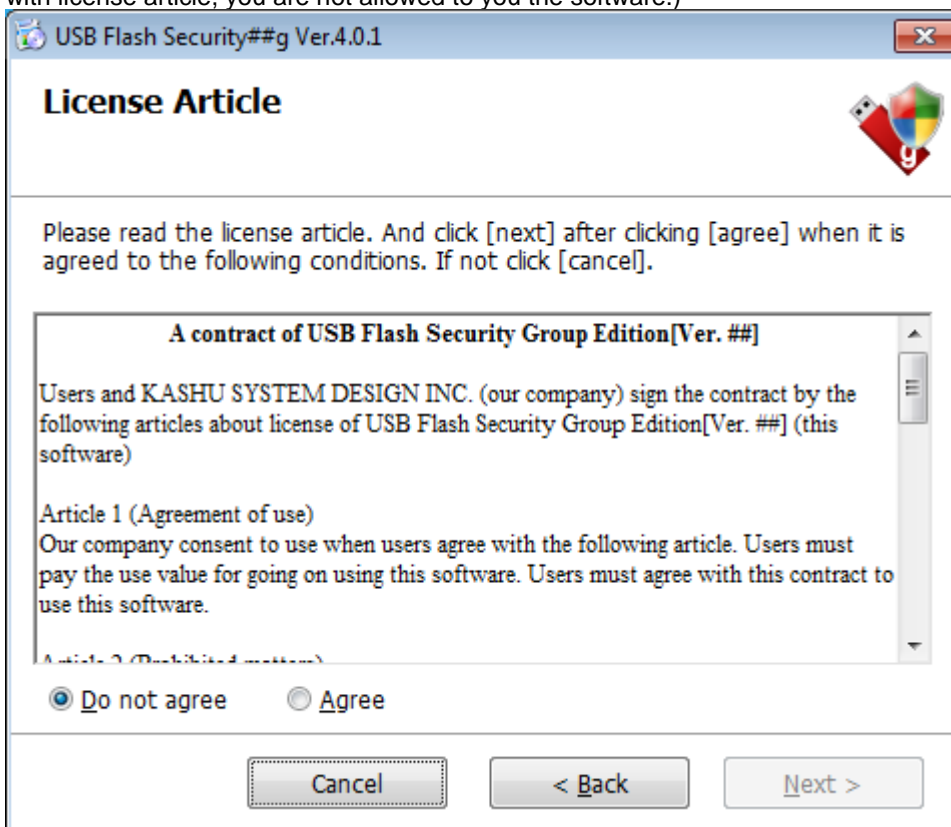 with license article, you are not allowed to you the software.)
USB Flash Security##g Ver.4.0.1
License Article
g
Please read the license article. And click [next] after clicking [agree] when it is
agreed to the following conditions. If not click [cancel].
A contract of USB Flash Security Group Edition[Ver. ##]
Users and KASHU SYSTEM DESIGN INC. (our company) sign the contract by the
following articles about license of USB Flash Security Group Edition[Ver. ##] (this
software)
Article 1 (Agreement of use)
Our company consent to use when users agree with the following article. Users must
pay the use value for going on using this software. Users must agree with this contract to
use this software.
Article 2 (Prohibited matters)
Do not agree
Agree
Cancel
< Back
Next >